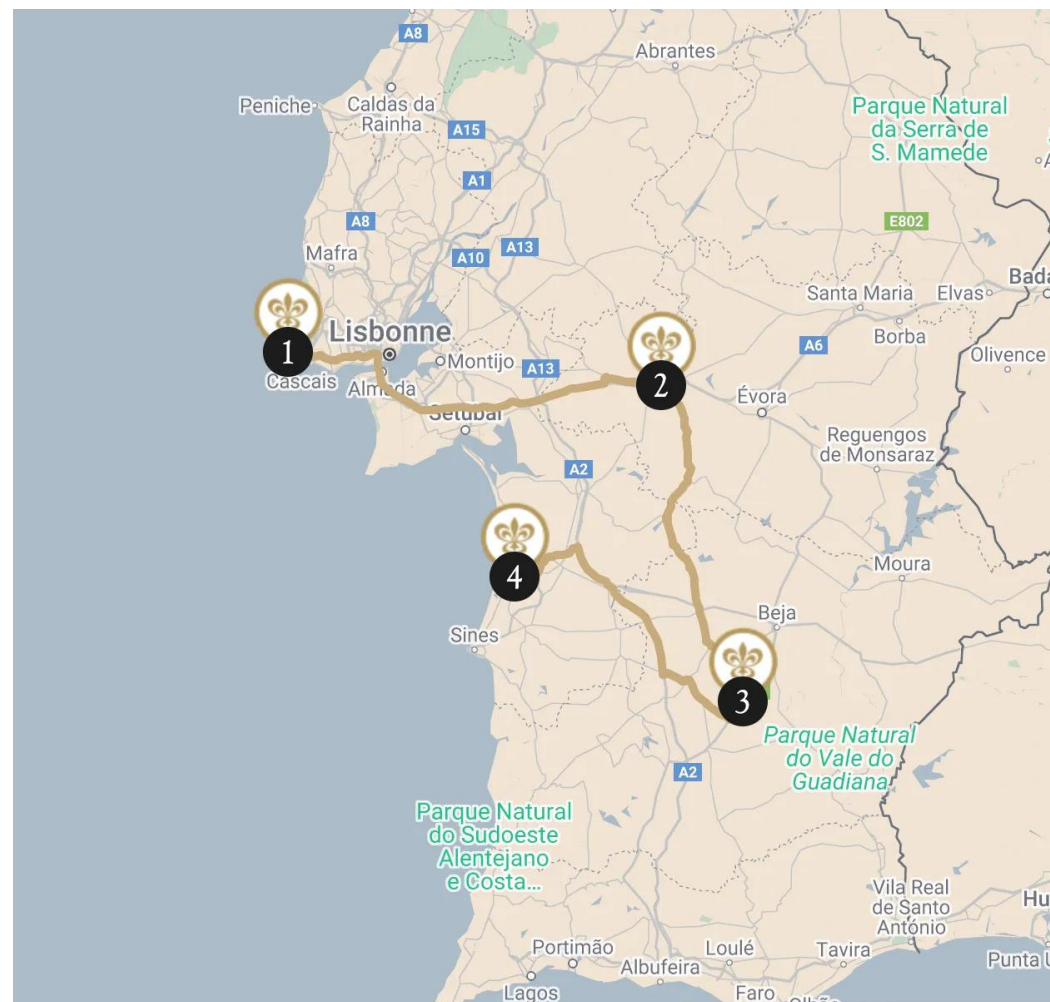 A8
Abrantes
Peniche
Caldas da
Rainha
Parque Natural
da Serra de
S. Mamede
A15
A1
A8
E802
A13
A10
Mafra
Bada
Santa Maria
Elvas
Borba
Lisbonne
1
Montijo
A13
2
A6
Olivence
Cascais
Almada
Évora
Setúbal
Reguengos
de Monsaraz
A2
4
Moura
Beja
Sines
3
Parque Natural
do Vale do
Guadiana
A2
Parque Natural
do Sudoeste
Alentejano
e Costa...
Vila Real
de Santo
António
Hu
Portimão
Loulé
Tavira
Punta U
Albufeira
Lagos
Faro